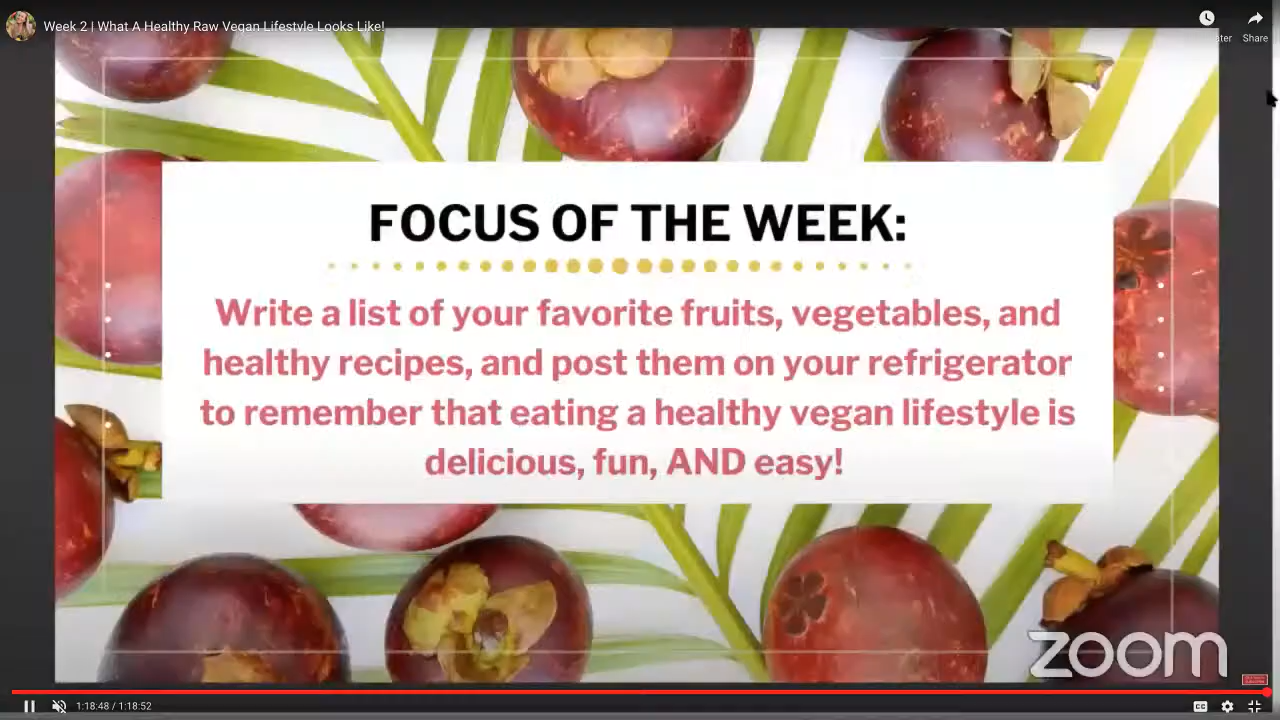 Week 2 | What A Healthy Raw Vegan Lifestyle Looks Like!
ater Share
FOCUS OF THE WEEK:
Write a list of your favorite fruits, vegetables, and
healthy recipes, and post them on your refrigerator
to remember that eating a healthy vegan lifestyle is
delicious, fun, AND easy!
zoom
1:18:48 / 1:18:52
CC